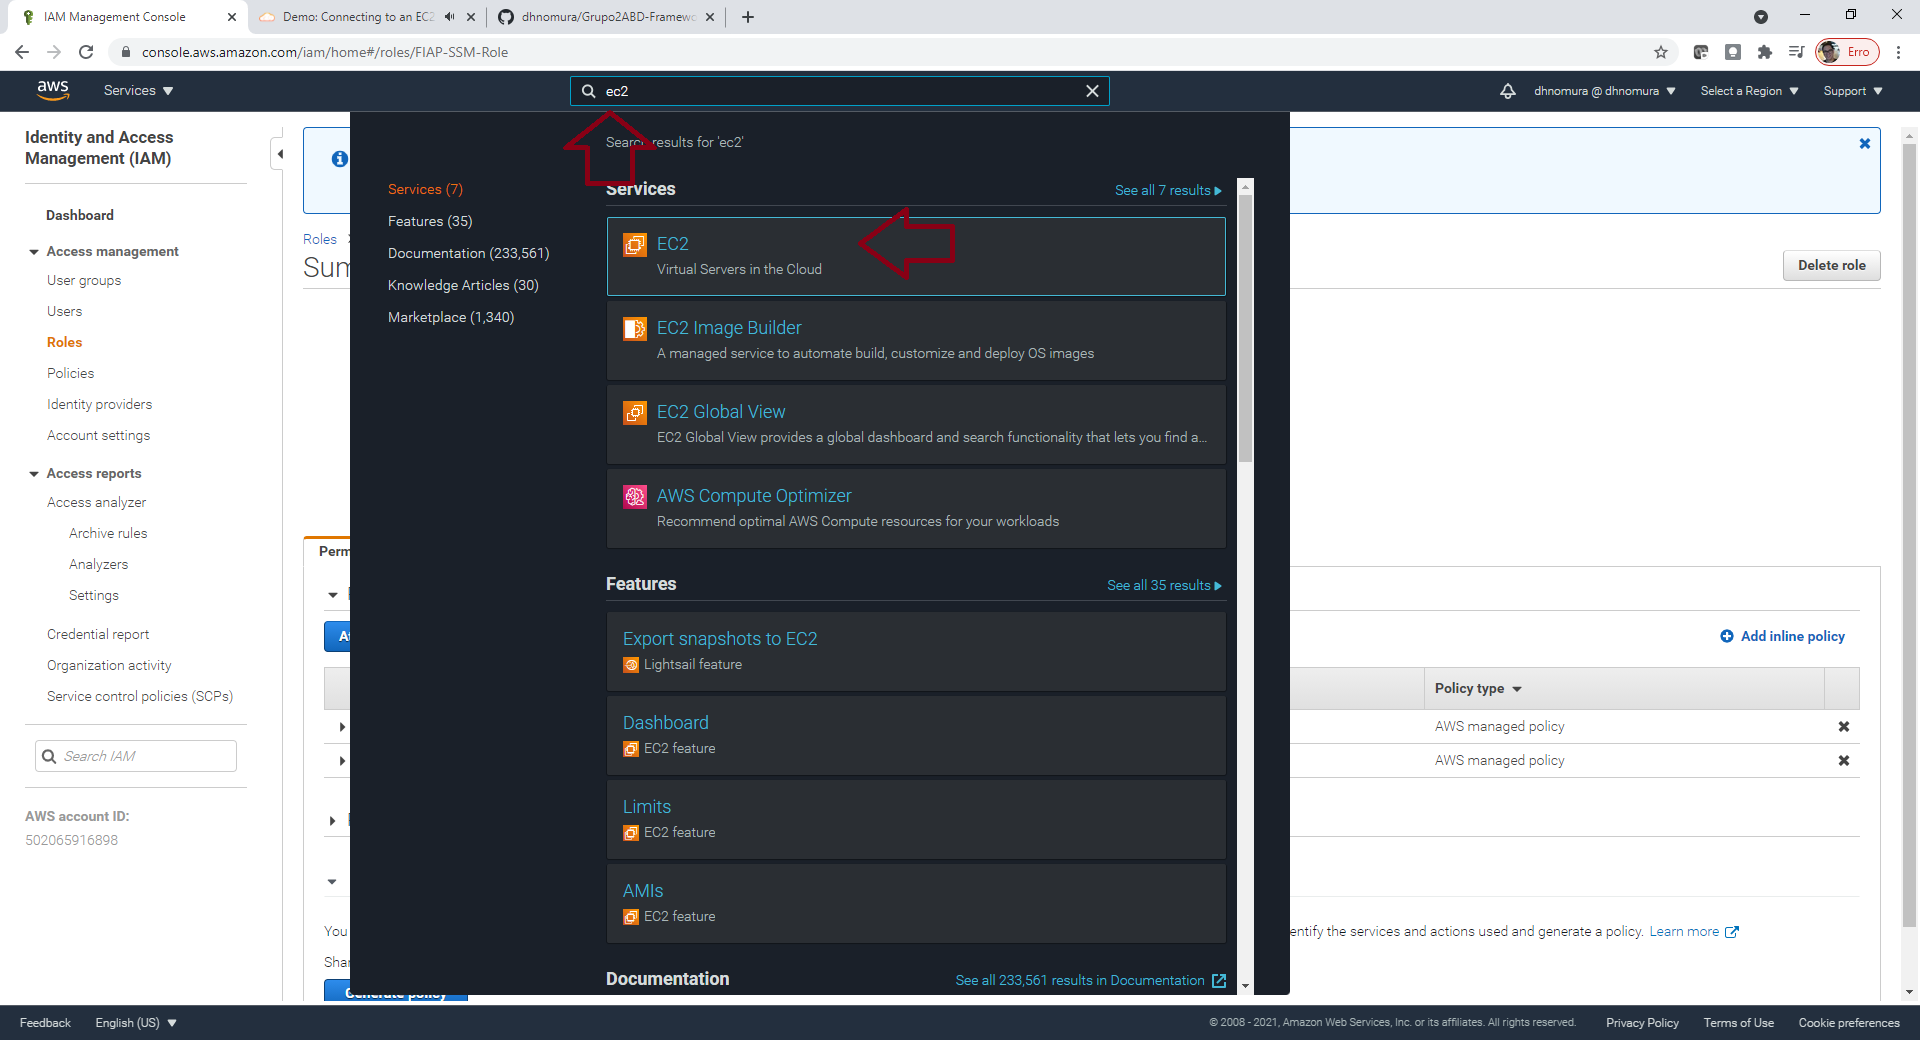 IAM Management Console
Demo: Connecting to an EC2
dhnomura/Grupo2ABD-Framewo
console.aws.amazon.com/iam/home#/roles/FIAP-SSM-Role
Erro
aws
Services
ec2
dhnomura @ dhnomura
Select a Region
Support
Identity and Access
Management (IAM)
Dashboard
Access management
User groups
Users
Roles
Policies
Identity providers
Account settings
Access reports
Access analyzer
Archive rules
Analyzers
Settings
Credential report
Organization activity
Service control policies (SCPs)
Search IAM
AWS account ID:
502065916898
Roles
Sum
Perm
Search results for 'ec2'
Services (7)
Features (35)
Documentation (233,561)
Knowledge Articles (30)
Marketplace (1,340)
Services
See all 7 results
EC2
Virtual Servers in the Cloud
EC2 Image Builder
A managed service to automate build, customize and deploy OS images
EC2 Global View
EC2 Global View provides a global dashboard and search functionality that lets you find a...
AWS Compute Optimizer
Recommend optimal AWS Compute resources for your workloads
Features
See all 35 results
Export snapshots to EC2
Lightsail feature
Dashboard
EC2 feature
Limits
EC2 feature
AMIs
EC2 feature
Documentation
See all 233,561 results in Documentation
Delete role
Add inline policy
Policy type
AWS managed policy
AWS managed policy
You
entify the services and actions used and generate a policy. Learn more
Shar
Generate policy
Feedback
English (US)
© 2008 - 2021, Amazon Web Services, Inc. or its affiliates. All rights reserved.
Privacy Policy
Terms of Use
Cookie preferences